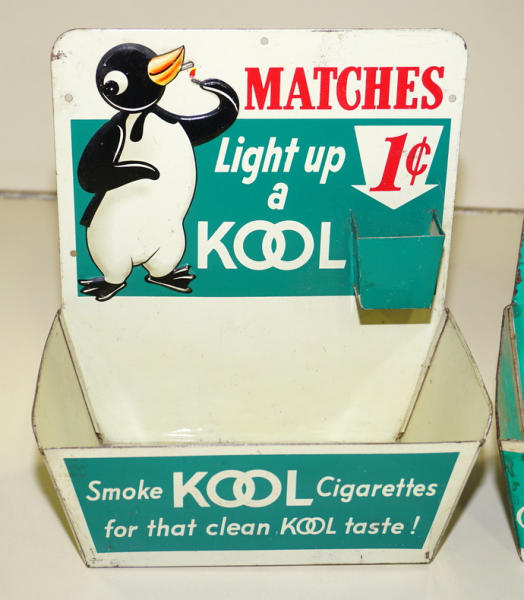 MATCHES
1¢
Light up
a
KOOL
Smoke KOOL Cigarettes
for that clean KOOL taste!